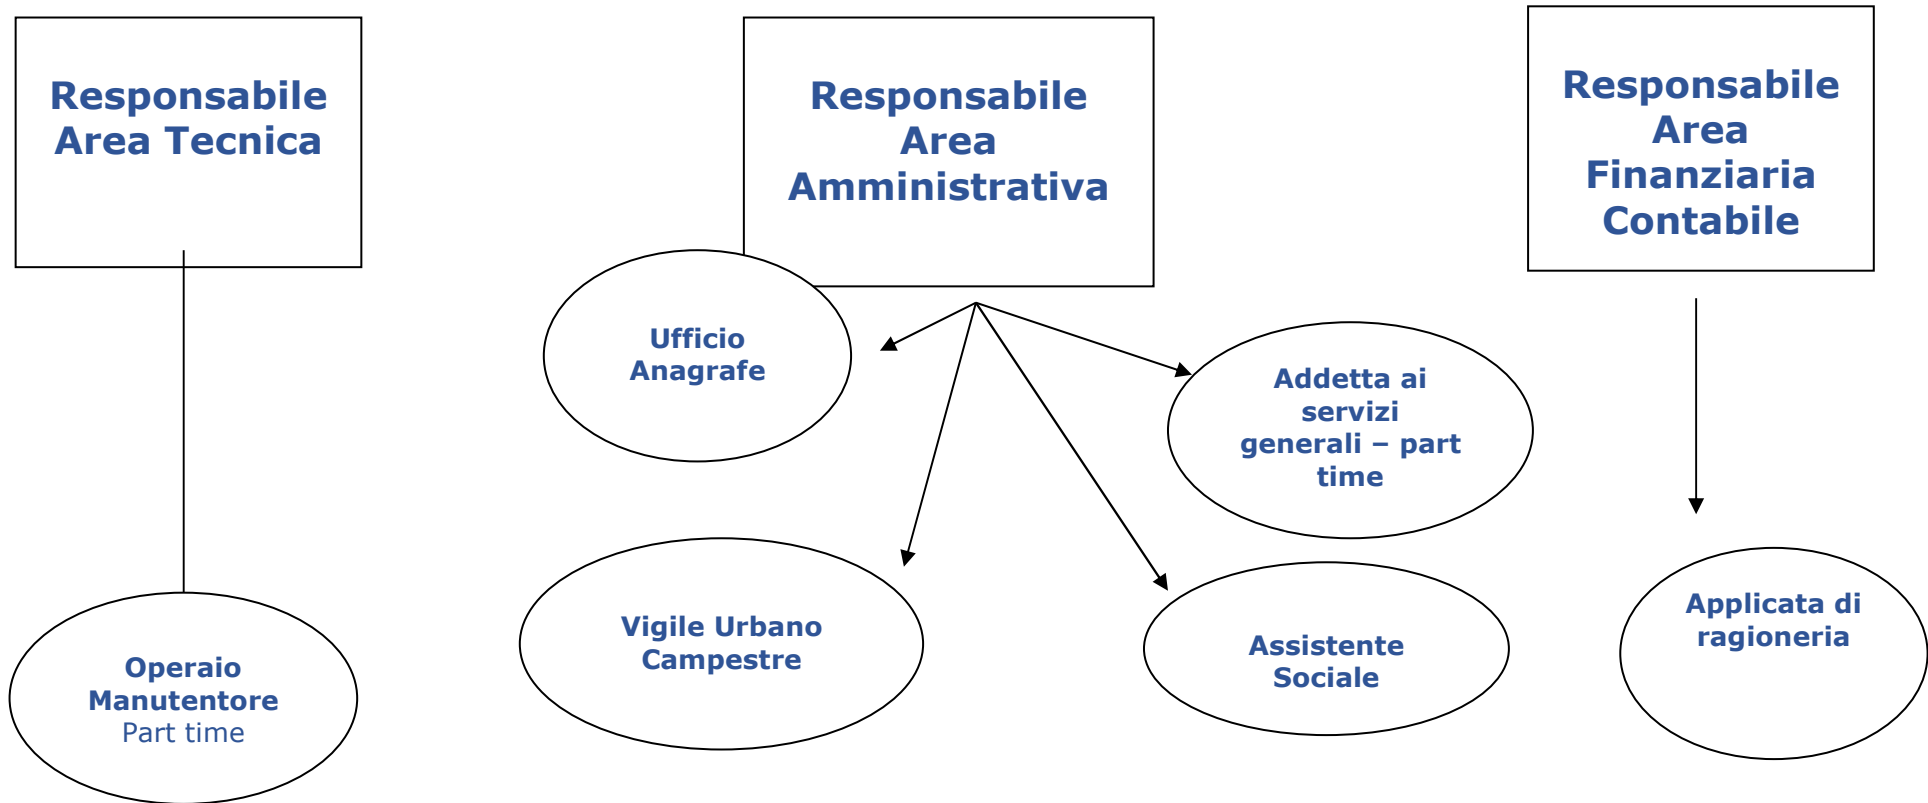 Responsabile
Area Tecnica
Responsabile
Area
Amministrativa
Responsabile
Area
Finanziaria
Contabile
Ufficio
Anagrafe
Addetta ai
servizi
generali – part
time
Vigile Urbano
Campestre
Assistente
Sociale
Applicata di
ragioneria
Operaio
Manutentore
Part time